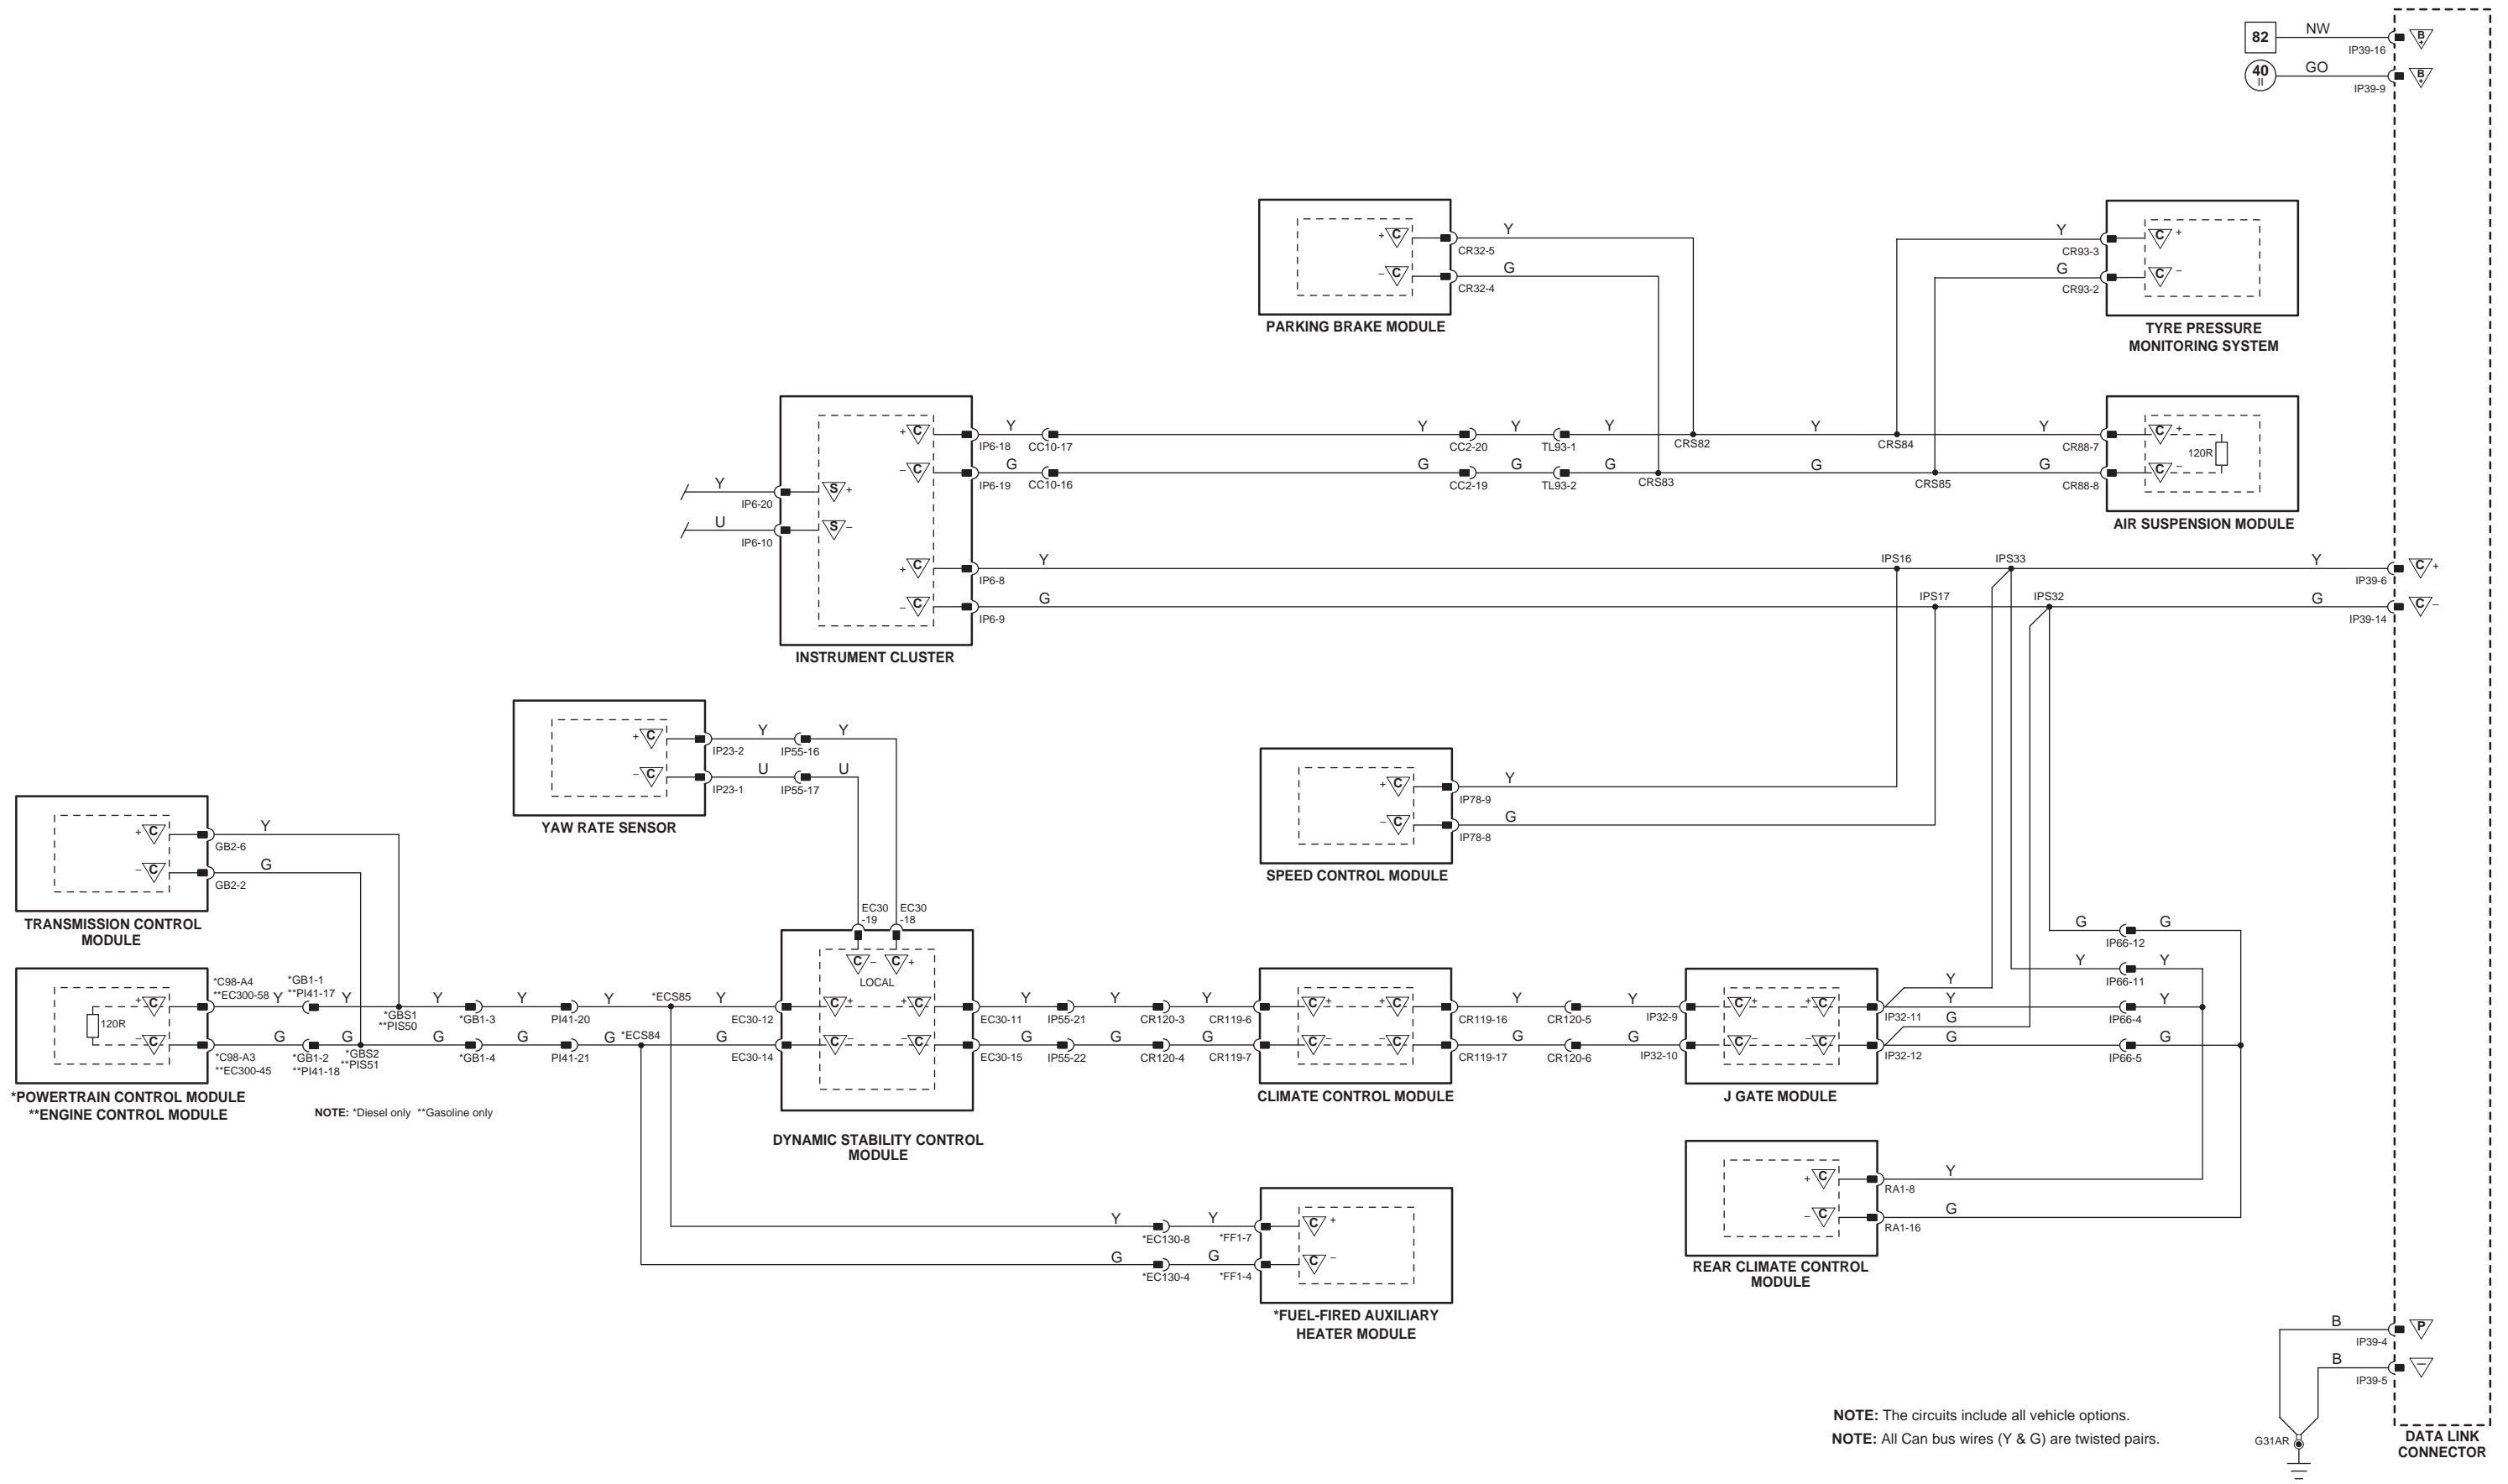 82 NW IP39-16 B+
40 II GO IP39-9 B+
+ C Y CR32-5
– C G CR32-4
PARKING BRAKE MODULE
Y CR93-3 C +
G CR93-2 C –
TYRE PRESSURE
MONITORING SYSTEM
+ C IP6-18 Y CC10-17 Y CC2-20 Y TL93-1 Y CRS82 Y CRS84 Y CR88-7 C +
120R
– C IP6-19 G CC10-16 G CC2-19 G TL93-2 G CRS83 G CRS85 G CR88-8 C –
AIR SUSPENSION MODULE
Y IP6-20 S +
U IP6-10 S –
+ C IP6-8 Y IPS16 IPS33 Y IP39-6 C +
– C IP6-9 G IPS17 IPS32 G IP39-14 C –
INSTRUMENT CLUSTER
+ C IP23-2 Y IP55-16 Y
– C IP23-1 U IP55-17 U
YAW RATE SENSOR
+ C Y IP78-9
– C G IP78-8
SPEED CONTROL MODULE
+ C Y GB2-6
– C G GB2-2
TRANSMISSION CONTROL
MODULE
EC30
-19
EC30
-18
C – C +
LOCAL
G IP66-12 G
Y IP66-11 Y
120R
+ C
*C98-A4
**EC300-58 Y
*GB1-1
**PI41-17
Y
*GBS1
**PIS50
Y *GB1-3 Y PI41-20 Y *ECS85 Y EC30-12 C + + C EC30-11 Y IP55-21 Y CR120-3 Y CR119-6 C + + C CR119-16 Y CR120-5 Y IP32-9 C + + C IP32-11 Y Y IP66-4 Y
– C
*C98-A3
**EC300-45
G
*GB1-2
**PI41-18
G
*GBS2
**PIS51
G *GB1-4 G PI41-21 G *ECS84 G EC30-14 C – – C EC30-15 G IP55-22 G CR120-4 G CR119-7 C – – C CR119-17 G CR120-6 G IP32-10 C – – C IP32-12 G G IP66-5 G
*POWERTRAIN CONTROL MODULE
**ENGINE CONTROL MODULE
NOTE: *Diesel only **Gasoline only
DYNAMIC STABILITY CONTROL
MODULE
CLIMATE CONTROL MODULE
J GATE MODULE
+ C Y RA1-8
– C G RA1-16
REAR CLIMATE CONTROL
MODULE
Y *EC130-8 Y *FF1-7 C +
G *EC130-4 G *FF1-4 C –
*FUEL-FIRED AUXILIARY
HEATER MODULE
B IP39-4 P
B IP39-5 –
G31AR
NOTE: The circuits include all vehicle options.
NOTE: All Can bus wires (Y & G) are twisted pairs.
DATA LINK
CONNECTOR